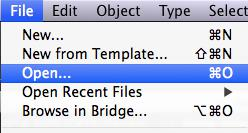 File Edit Object Type Select
New... ⌘N
New from Template... ⇧⌘N
Open... ⌘O
Open Recent Files ▶
Browse in Bridge... ⌥⌘O